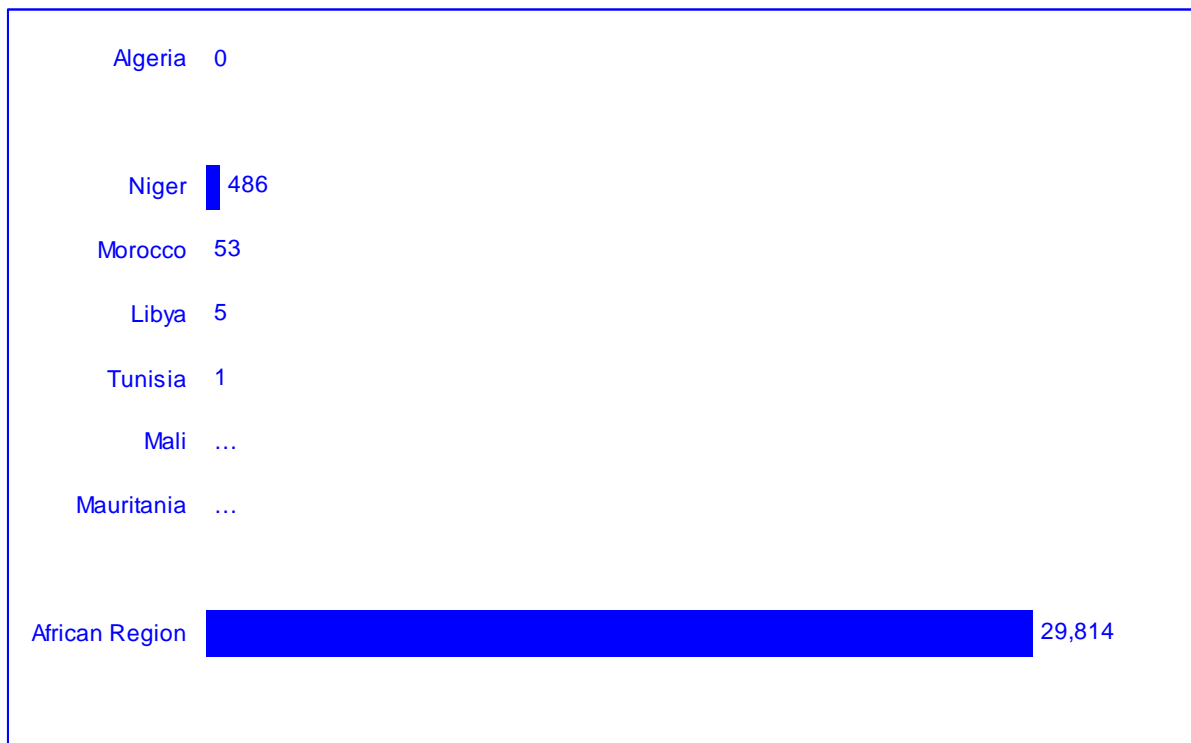 Algeria 0
Niger 486
Morocco 53
Libya 5
Tunisia 1
Mali …
Mauritania …
African Region 29,814